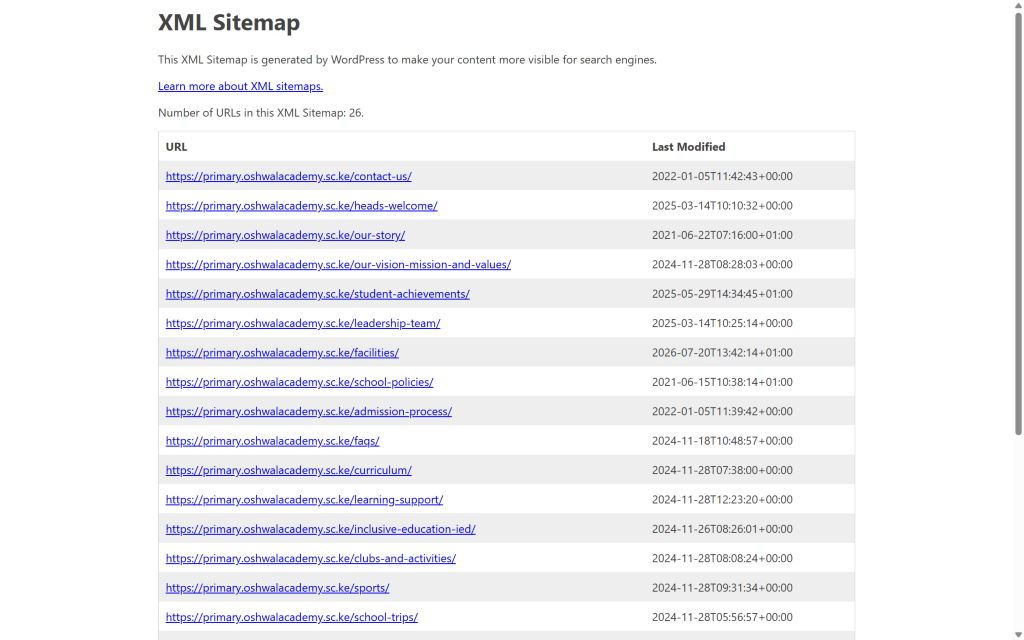 XML Sitemap
This XML Sitemap is generated by WordPress to make your content more visible for search engines.
Learn more about XML sitemaps.
Number of URLs in this XML Sitemap: 26.
URL Last Modified
https://primary.oshwalacademy.sc.ke/contact-us/ 2022-01-05T11:42:43+00:00
https://primary.oshwalacademy.sc.ke/heads-welcome/ 2025-03-14T10:10:32+00:00
https://primary.oshwalacademy.sc.ke/our-story/ 2021-06-22T07:16:00+01:00
https://primary.oshwalacademy.sc.ke/our-vision-mission-and-values/ 2024-11-28T08:28:03+00:00
https://primary.oshwalacademy.sc.ke/student-achievements/ 2025-05-29T14:34:45+01:00
https://primary.oshwalacademy.sc.ke/leadership-team/ 2025-03-14T10:25:14+00:00
https://primary.oshwalacademy.sc.ke/facilities/ 2026-07-20T13:42:14+01:00
https://primary.oshwalacademy.sc.ke/school-policies/ 2021-06-15T10:38:14+01:00
https://primary.oshwalacademy.sc.ke/admission-process/ 2022-01-05T11:39:42+00:00
https://primary.oshwalacademy.sc.ke/faqs/ 2024-11-18T10:48:57+00:00
https://primary.oshwalacademy.sc.ke/curriculum/ 2024-11-28T07:38:00+00:00
https://primary.oshwalacademy.sc.ke/learning-support/ 2024-11-28T12:23:20+00:00
https://primary.oshwalacademy.sc.ke/inclusive-education-ied/ 2024-11-26T08:26:01+00:00
https://primary.oshwalacademy.sc.ke/clubs-and-activities/ 2024-11-28T08:08:24+00:00
https://primary.oshwalacademy.sc.ke/sports/ 2024-11-28T09:31:34+00:00
https://primary.oshwalacademy.sc.ke/school-trips/ 2024-11-28T05:56:57+00:00